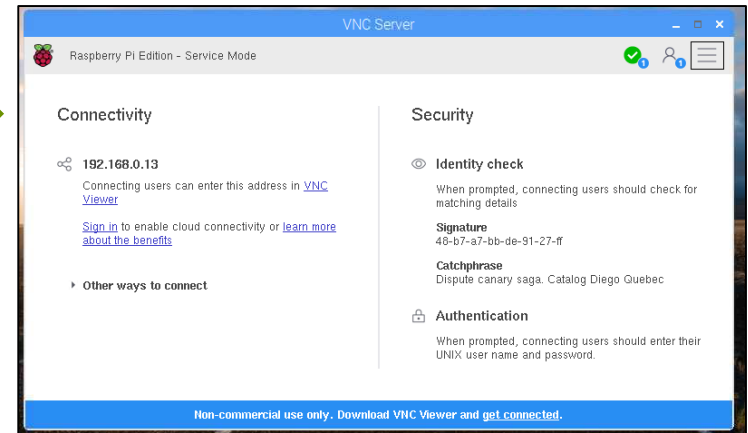 VNC Server
Raspberry Pi Edition - Service Mode
1
1
Connectivity
192.168.0.13
Connecting users can enter this address in VNC
Viewer
Sign in to enable cloud connectivity or learn more
about the benefits
Other ways to connect
Security
Identity check
When prompted, connecting users should check for
matching details
Signature
48-b7-a7-bb-de-91-27-ff
Catchphrase
Dispute canary saga. Catalog Diego Quebec
Authentication
When prompted, connecting users should enter their
UNIX user name and password.
Non-commercial use only. Download VNC Viewer and get connected.